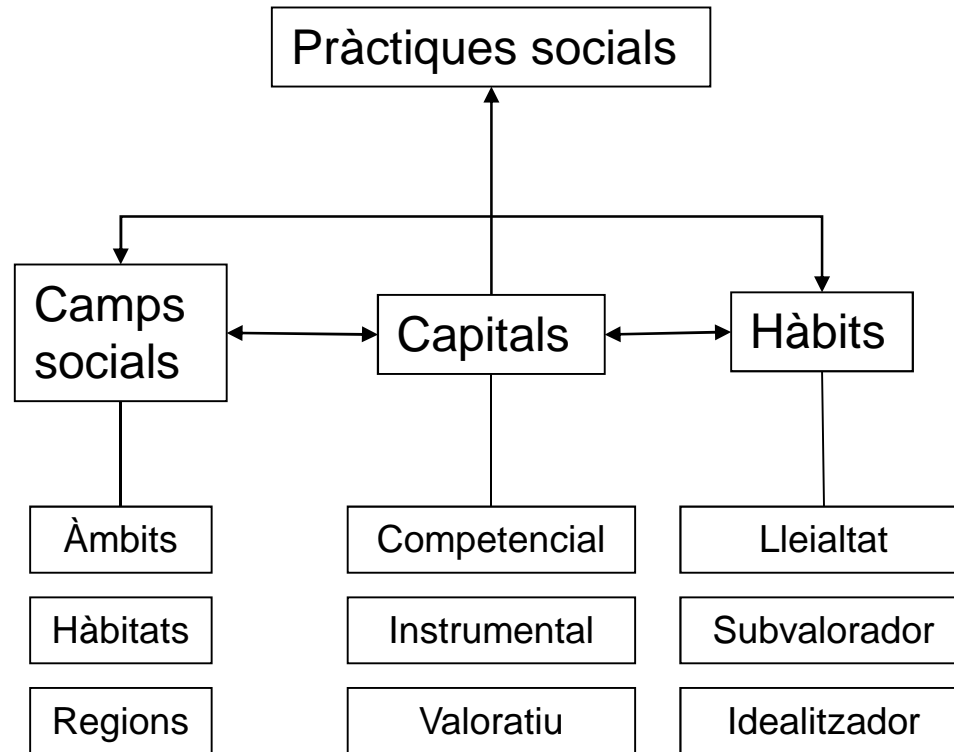 Pràctiques socials
Camps
socials
Capitals
Hàbits
Àmbits
Competencial
Lleialtat
Hàbitats
Instrumental
Subvalorador
Regions
Valoratiu
Idealitzador